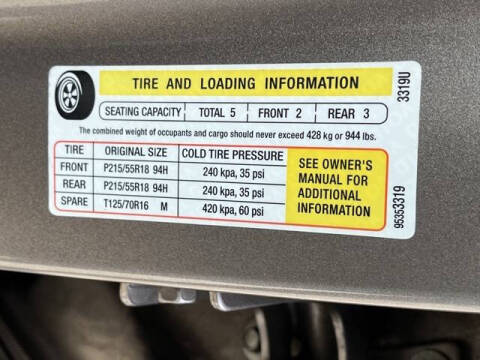 TIRE AND LOADING INFORMATION
SEATING CAPACITY TOTAL 5 FRONT 2 REAR 3
The combined weight of occupants and cargo should never exceed 428 kg or 944 lbs.
TIRE ORIGINAL SIZE COLD TIRE PRESSURE
FRONT P215/55R18 94H 240 kpa, 35 psi
REAR P215/55R18 94H 240 kpa, 35 psi
SPARE T125/70R16 M 420 kpa, 60 psi
SEE OWNER'S
MANUAL FOR
ADDITIONAL
INFORMATION
3319U
95353319